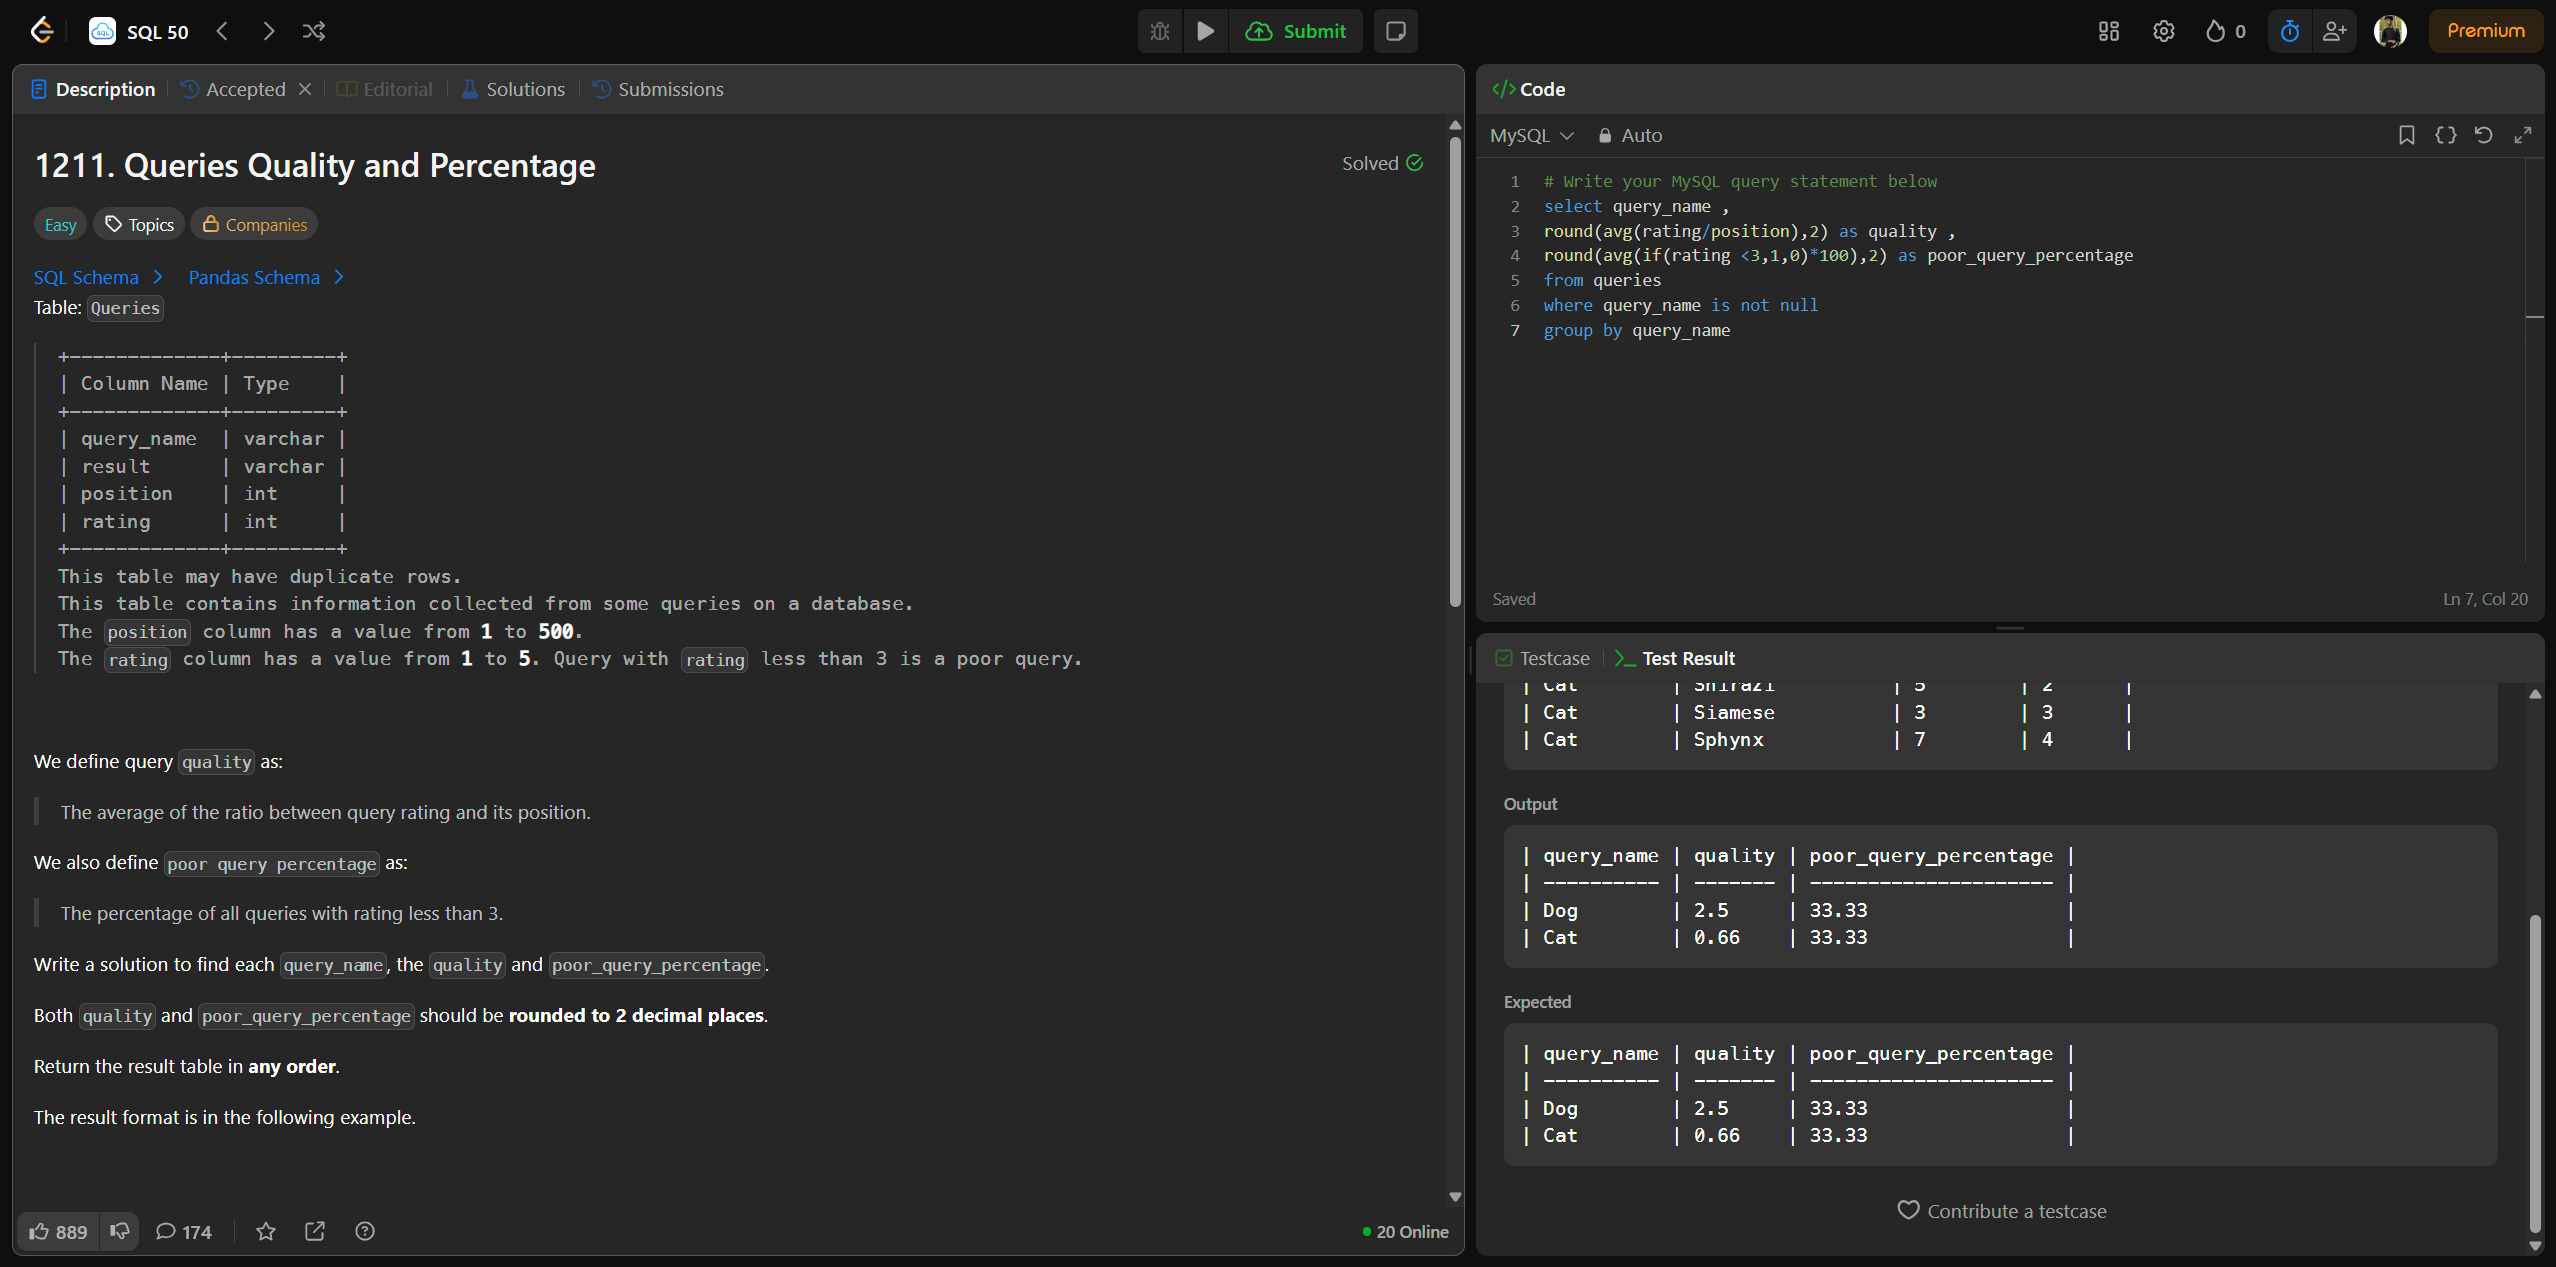 SQL 50
Submit
0
Premium
Description
Accepted
Editorial
Solutions
Submissions
1211. Queries Quality and Percentage
Solved
Easy
Topics
Companies
SQL Schema
Pandas Schema
Table: Queries
+-------------+---------+
| Column Name | Type    |
+-------------+---------+
| query_name  | varchar |
| result      | varchar |
| position    | int     |
| rating      | int     |
+-------------+---------+
This table may have duplicate rows.
This table contains information collected from some queries on a database.
The position column has a value from 1 to 500.
The rating column has a value from 1 to 5. Query with rating less than 3 is a poor query.
We define query quality as:
The average of the ratio between query rating and its position.
We also define poor query percentage as:
The percentage of all queries with rating less than 3.
Write a solution to find each query_name, the quality and poor_query_percentage.
Both quality and poor_query_percentage should be rounded to 2 decimal places.
Return the result table in any order.
The result format is in the following example.
889
174
20 Online
Code
MySQL
Auto
1 # Write your MySQL query statement below
2 select query_name ,
3 round(avg(rating/position),2) as quality ,
4 round(avg(if(rating <3,1,0)*100),2) as poor_query_percentage
5 from queries
6 where query_name is not null
7 group by query_name
Saved
Ln 7, Col 20
Testcase
Test Result
| Cat        | Shirazi          | 5        | 2      |
| Cat        | Siamese          | 3        | 3      |
| Cat        | Sphynx           | 7        | 4      |
Output
| query_name | quality | poor_query_percentage |
| ---------- | ------- | --------------------- |
| Dog        | 2.5     | 33.33                 |
| Cat        | 0.66    | 33.33                 |
Expected
| query_name | quality | poor_query_percentage |
| ---------- | ------- | --------------------- |
| Dog        | 2.5     | 33.33                 |
| Cat        | 0.66    | 33.33                 |
Contribute a testcase